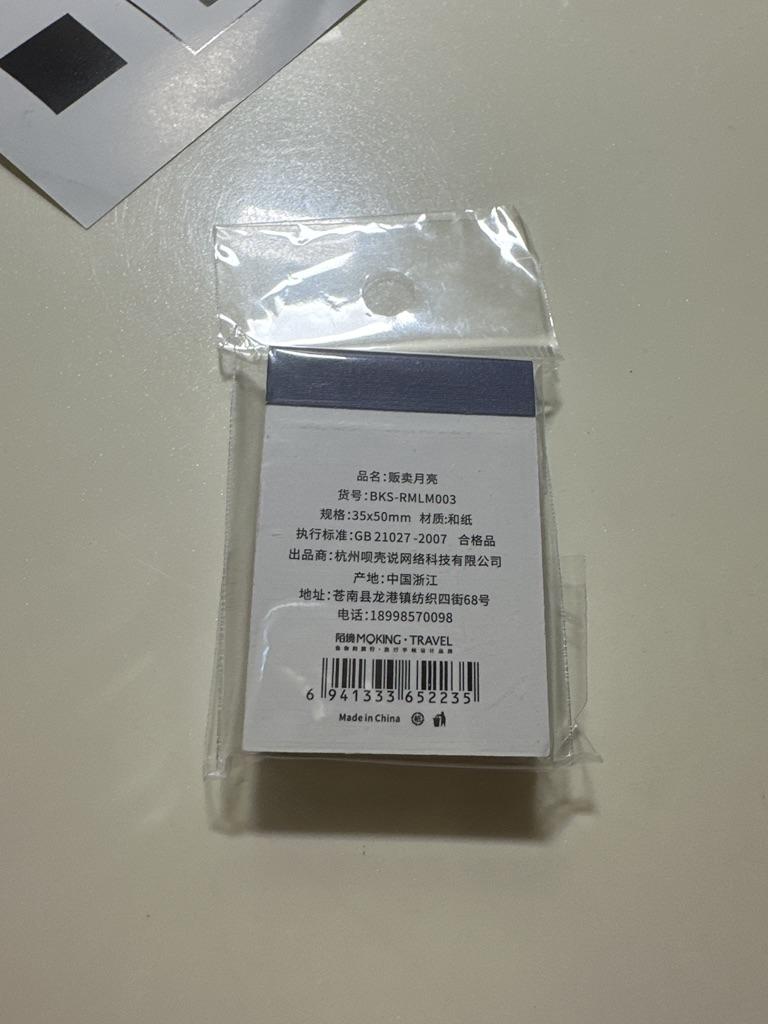 品名:贩卖月亮
货号:BKS-RMLM003
规格:35x50mm 材质:和纸
执行标准:GB 21027-2007 合格品
出品商:杭州呗壳说网络科技有限公司
产地:中国浙江
地址:苍南县龙港镇纺织四街68号
电话:18998570098
陌境MOKING·TRAVEL
6 941333 652235
Made in China